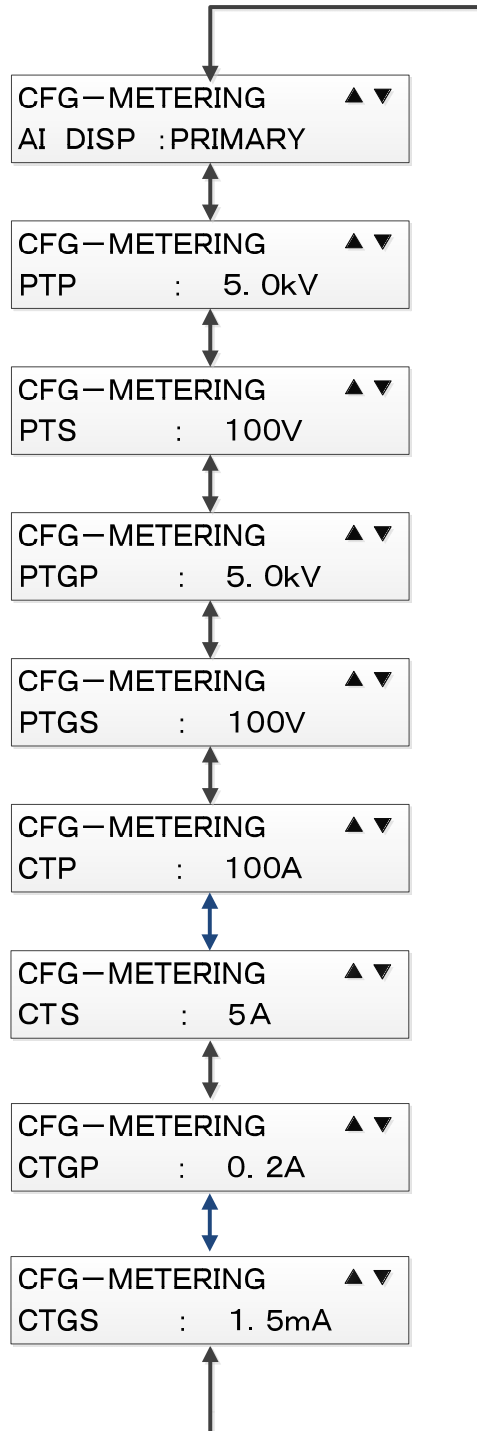 CFG－METERING ▲ ▼
AI DISP :PRIMARY
CFG－METERING ▲ ▼
PTP : 5. 0kV
CFG－METERING ▲ ▼
PTS : 100V
CFG－METERING ▲ ▼
PTGP : 5. 0kV
CFG－METERING ▲ ▼
PTGS : 100V
CFG－METERING ▲ ▼
CTP : 100A
CFG－METERING ▲ ▼
CTS : 5A
CFG－METERING ▲ ▼
CTGP : 0. 2A
CFG－METERING ▲ ▼
CTGS : 1. 5mA